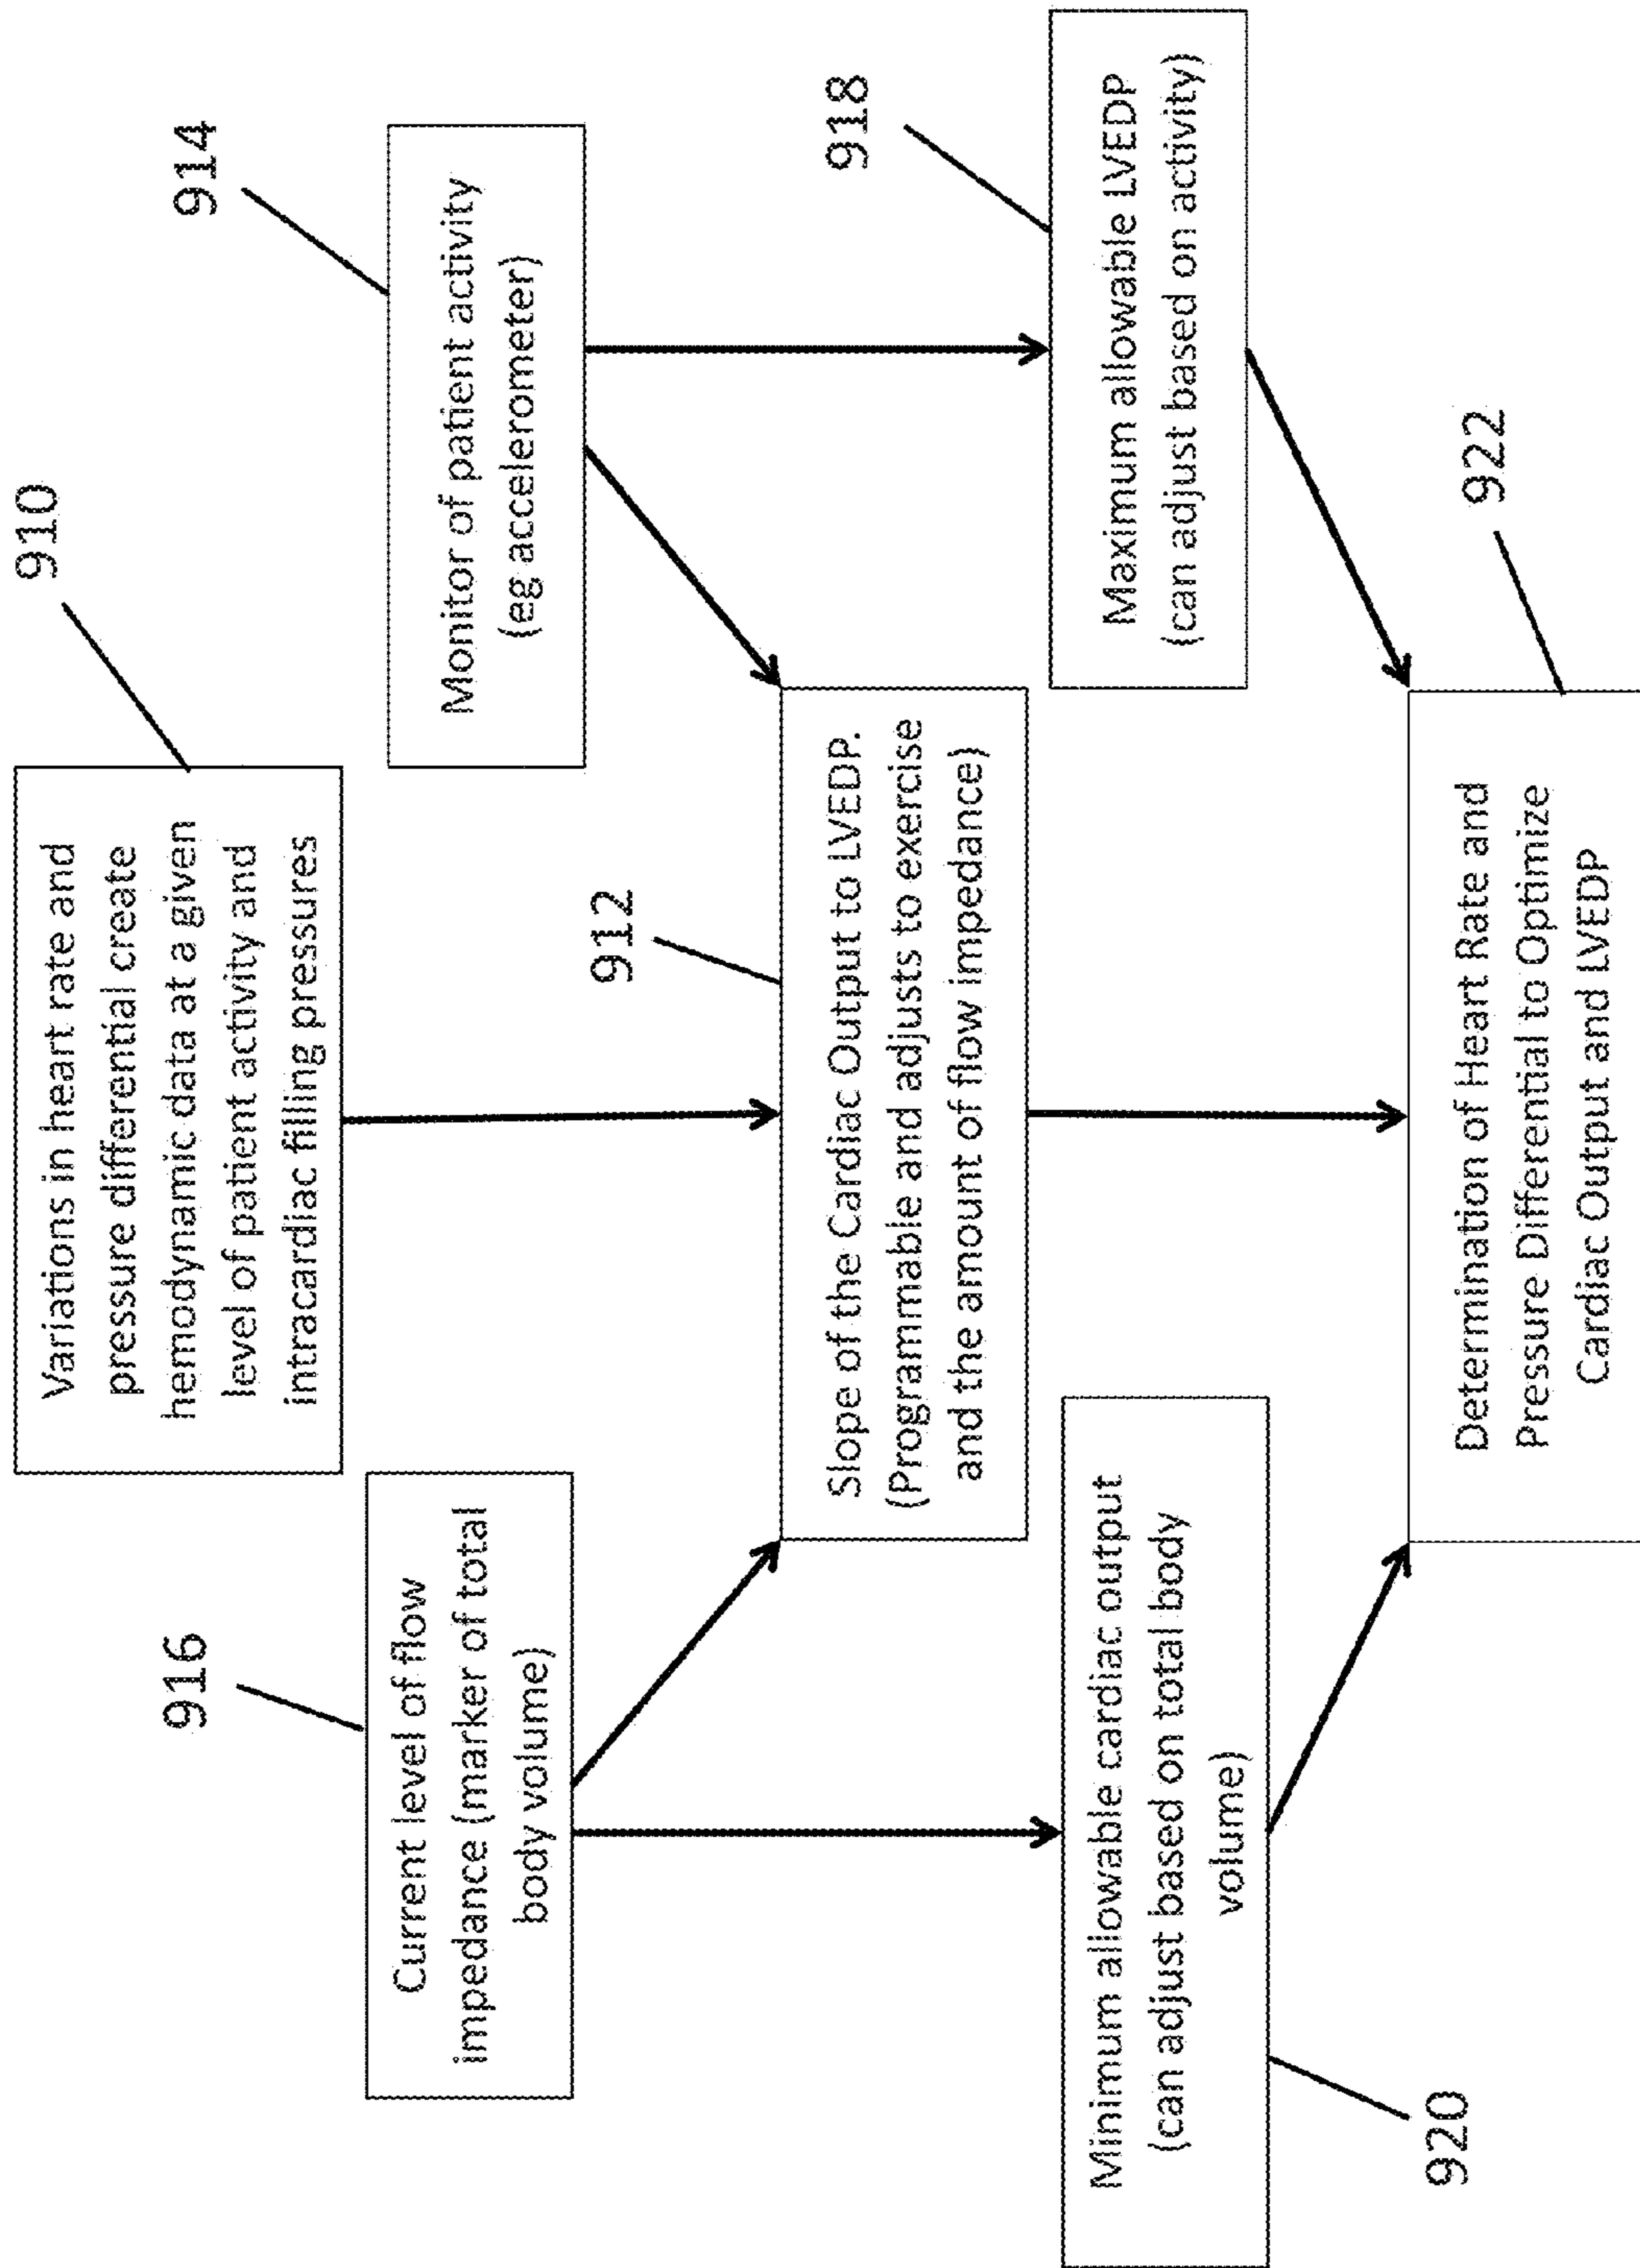 910
Variations in heart rate and
pressure differential create
hemodynamic data at a given
level of patient activity and
intracardiac filling pressures
916
Current level of flow
impedance (marker of total
body volume)
914
Monitor of patient activity
(eg accelerometer)
912
Slope of the Cardiac Output to LVEDP.
(Programmable and adjusts to exercise
and the amount of flow impedance)
920
Minimum allowable cardiac output
(can adjust based on total body
volume)
918
Maximum allowable LVEDP
(can adjust based on activity)
922
Determination of Heart Rate and
Pressure Differential to Optimize
Cardiac Output and LVEDP